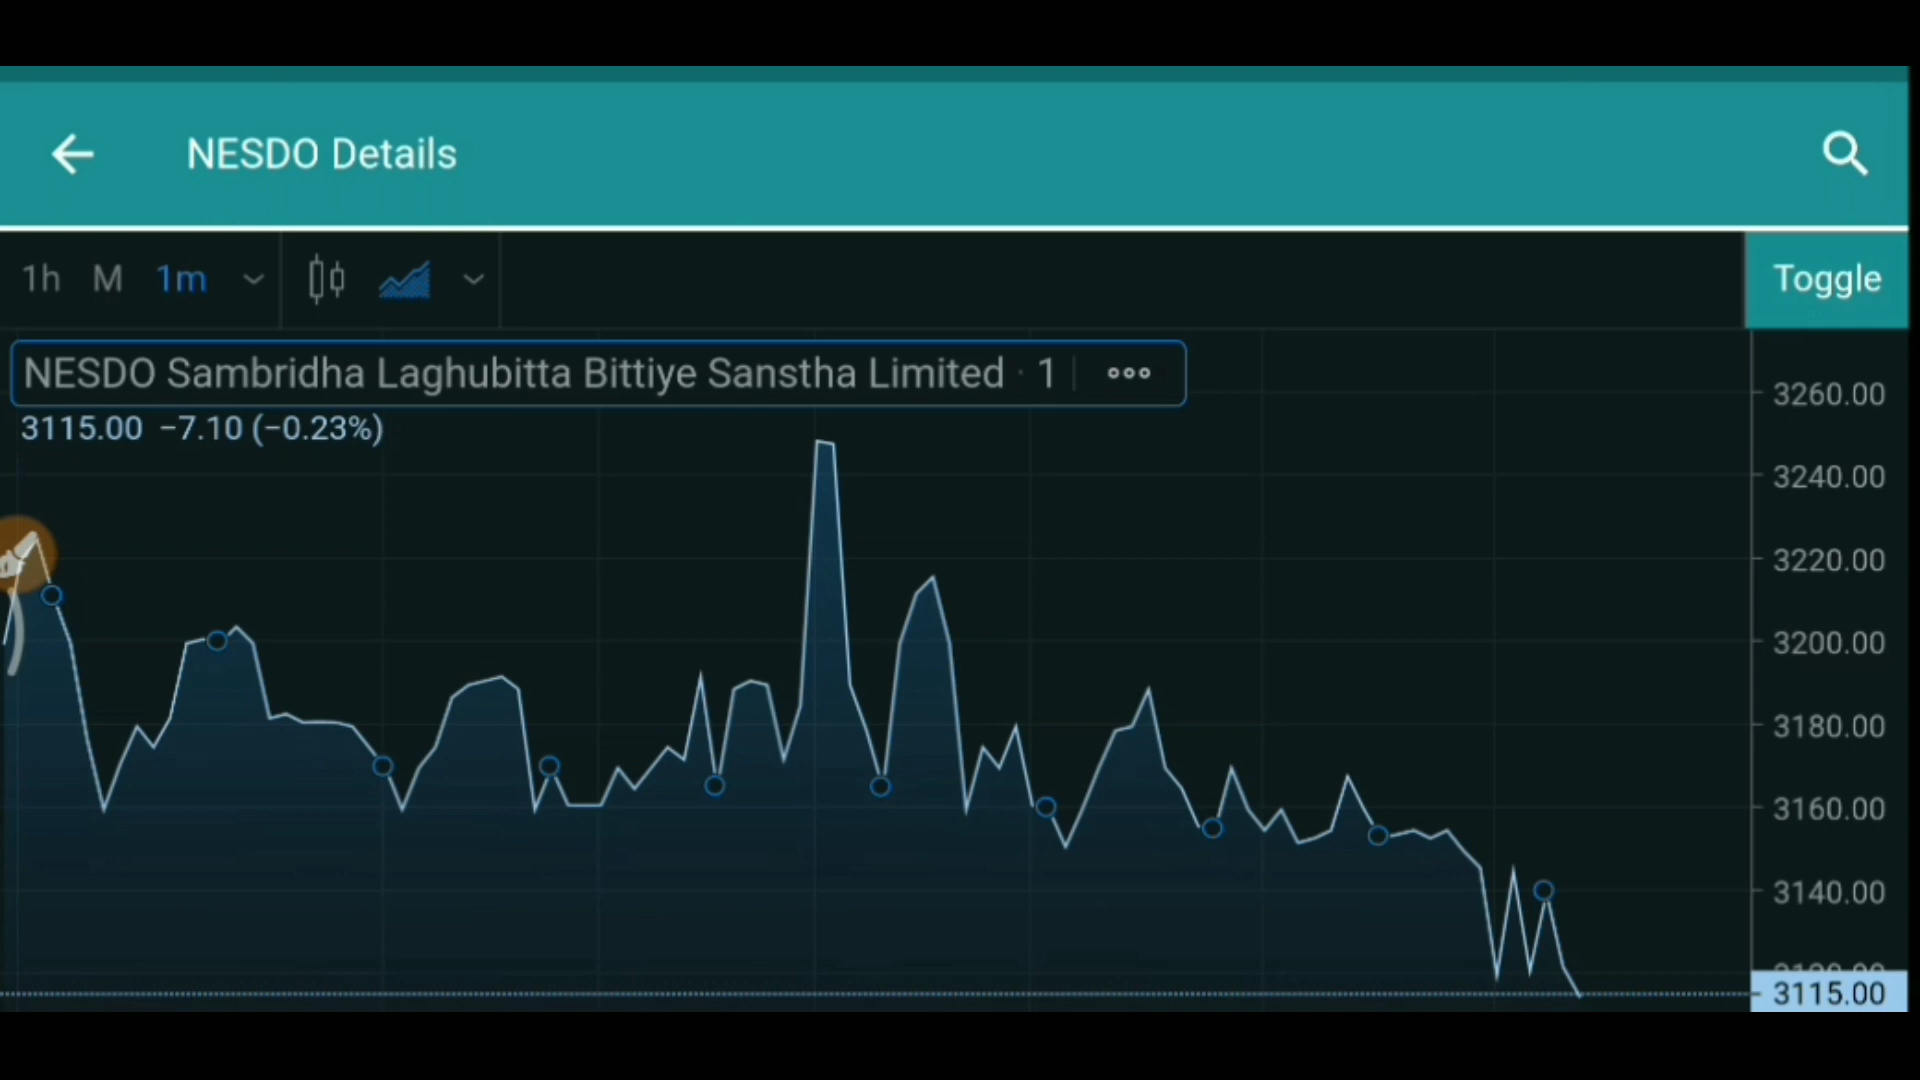 NESDO Details
1h M 1m
Toggle
NESDO Sambridha Laghubitta Bittiye Sanstha Limited · 1
3115.00 −7.10 (−0.23%)
3260.00
3240.00
3220.00
3200.00
3180.00
3160.00
3140.00
3115.00